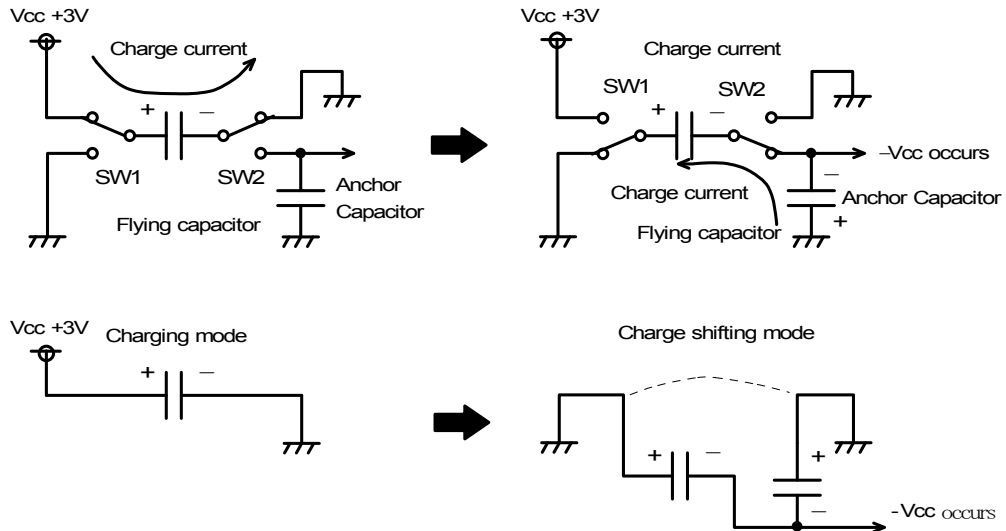 Vcc +3V
Charge current
+ −
SW1 SW2
Flying capacitor
Anchor
Capacitor
Vcc +3V
Charge current
SW1 + − SW2
−Vcc occurs
−
Charge current
Anchor Capacitor
+
Flying capacitor
Vcc +3V
Charging mode
+ −
Charge shifting mode
+ −
+
−
-Vcc occurs